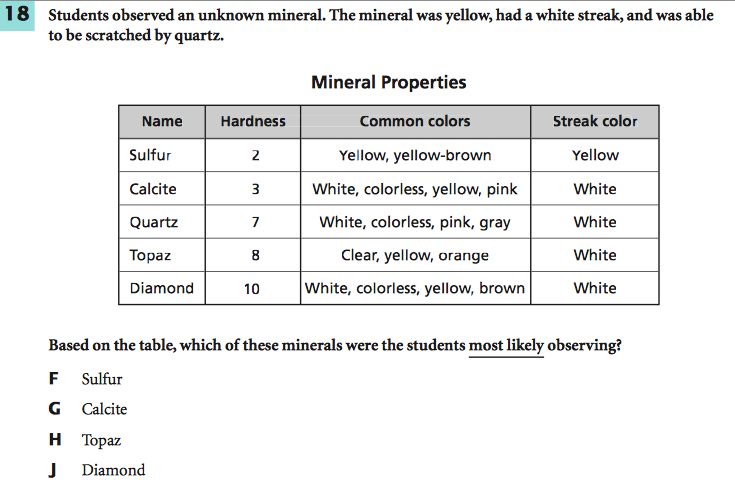 18 Students observed an unknown mineral. The mineral was yellow, had a white streak, and was able
to be scratched by quartz.
Mineral Properties
Name Hardness Common colors Streak color
Sulfur 2 Yellow, yellow-brown Yellow
Calcite 3 White, colorless, yellow, pink White
Quartz 7 White, colorless, pink, gray White
Topaz 8 Clear, yellow, orange White
Diamond 10 White, colorless, yellow, brown White
Based on the table, which of these minerals were the students most likely observing?
F Sulfur
G Calcite
H Topaz
J Diamond